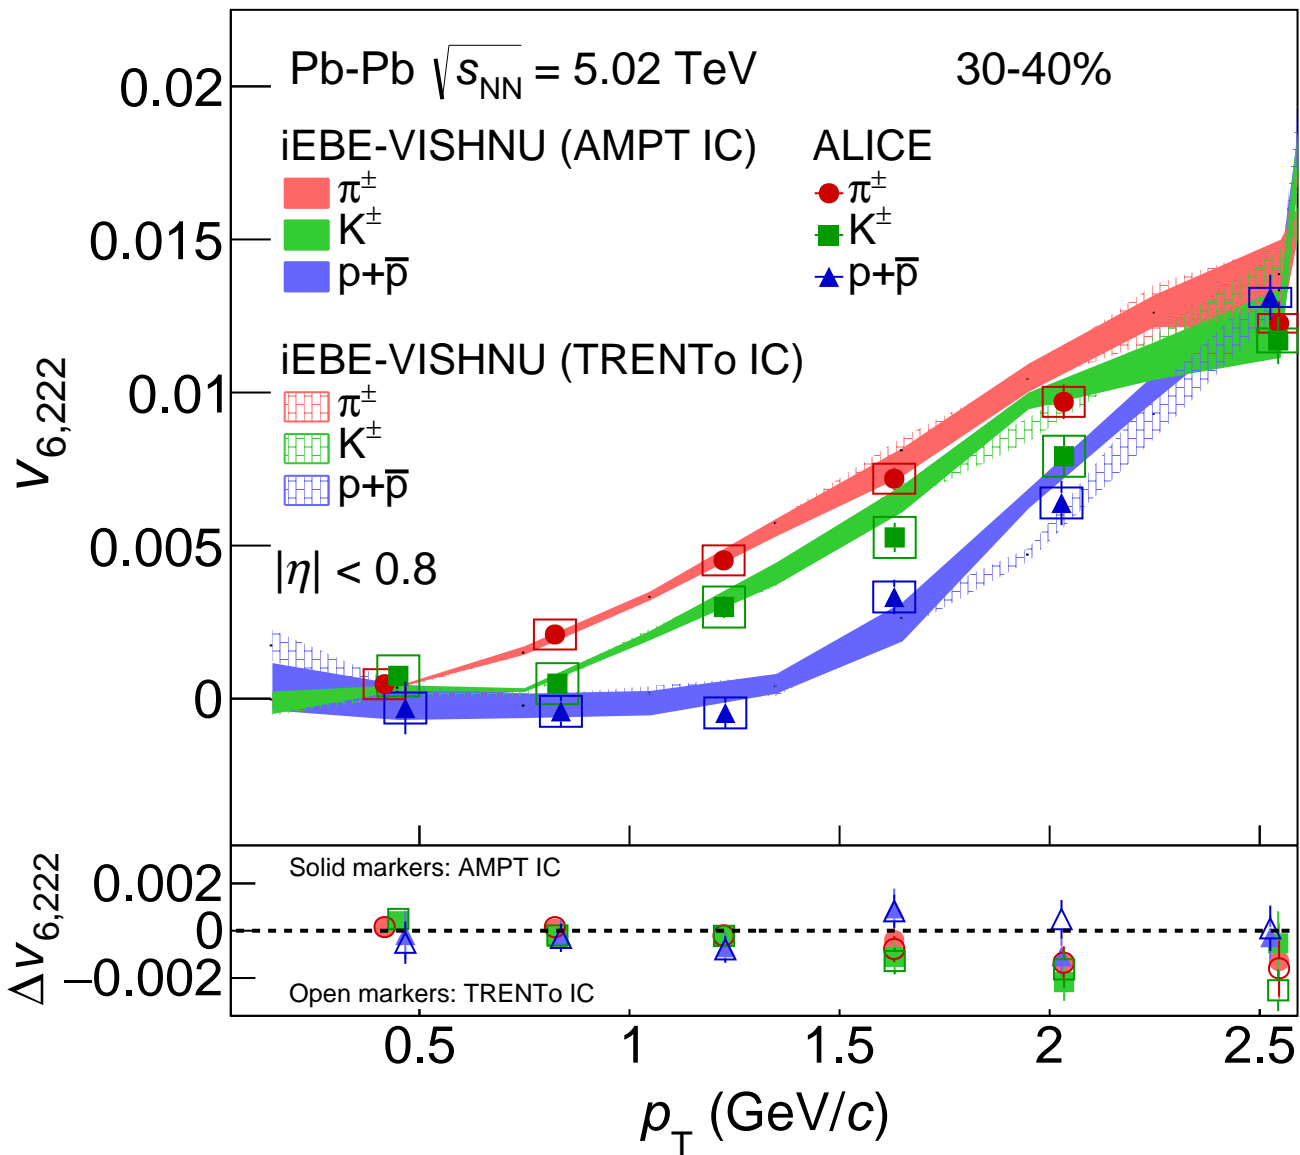 Pb-Pb √s_NN = 5.02 TeV 30-40%
iEBE-VISHNU (AMPT IC) ALICE
π± π±
K± K±
p+p̅ p+p̅
iEBE-VISHNU (TRENTo IC)
π±
K±
p+p̅
|η| < 0.8
v6,222
0.02
0.015
0.01
0.005
0
Solid markers: AMPT IC
Open markers: TRENTo IC
Δv6,222
0.002
0
−0.002
0.5 1 1.5 2 2.5
pT (GeV/c)